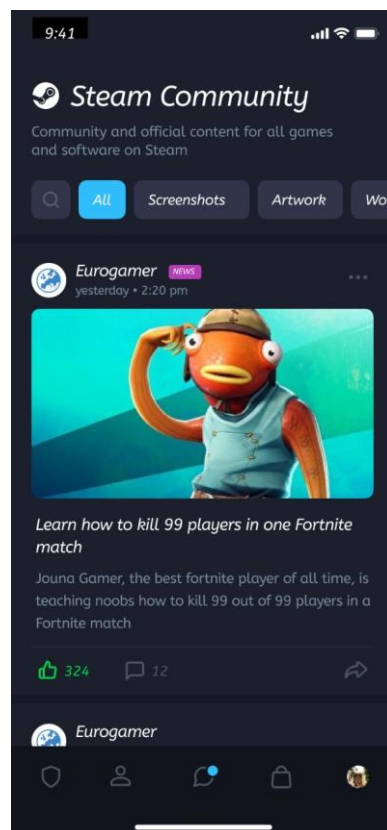 9:41
Steam Community
Community and official content for all games
and software on Steam
All
Screenshots
Artwork
Wo
Eurogamer NEWS
yesterday • 2:20 pm
Learn how to kill 99 players in one Fortnite
match
Jouna Gamer, the best fortnite player of all time, is
teaching noobs how to kill 99 out of 99 players in a
Fortnite match
324
12
Eurogamer